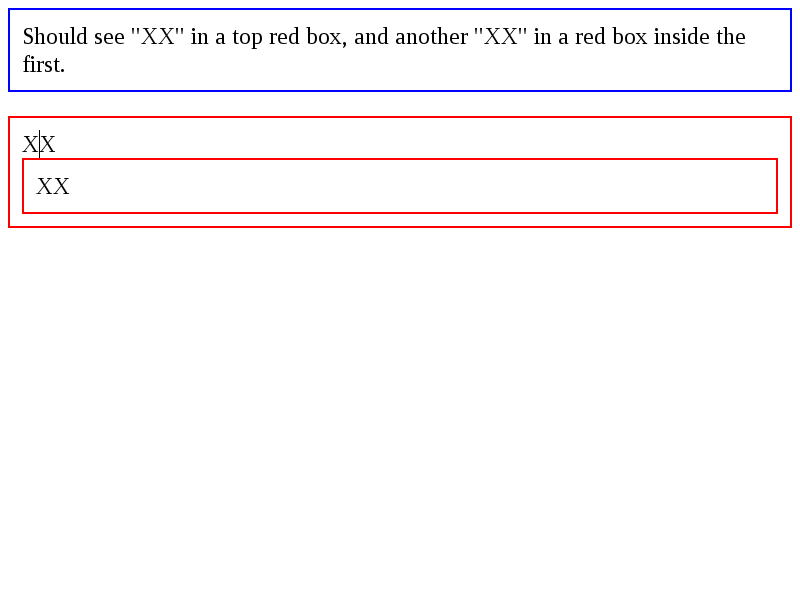 Should see "XX" in a top red box, and another "XX" in a red box inside the
first.
XX
XX